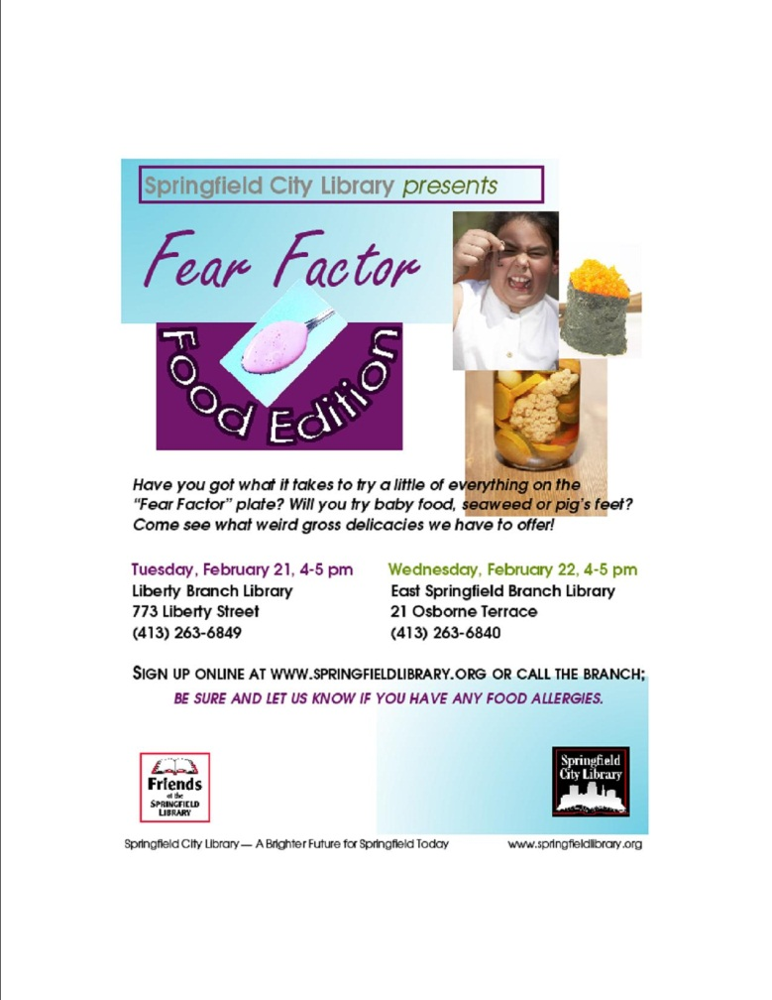 Springfield City Library presents
Fear Factor
Food Edition
Have you got what it takes to try a little of everything on the
“Fear Factor” plate? Will you try baby food, seaweed or pig’s feet?
Come see what weird gross delicacies we have to offer!
Tuesday, February 21, 4-5 pm
Liberty Branch Library
773 Liberty Street
(413) 263-6849
Wednesday, February 22, 4-5 pm
East Springfield Branch Library
21 Osborne Terrace
(413) 263-6840
SIGN UP ONLINE AT WWW.SPRINGFIELDLIBRARY.ORG OR CALL THE BRANCH;
BE SURE AND LET US KNOW IF YOU HAVE ANY FOOD ALLERGIES.
Friends
of the
SPRINGFIELD
LIBRARY
Springfield
City Library
Springfield City Library— A Brighter Future for Springfield Today
www.springfieldlibrary.org